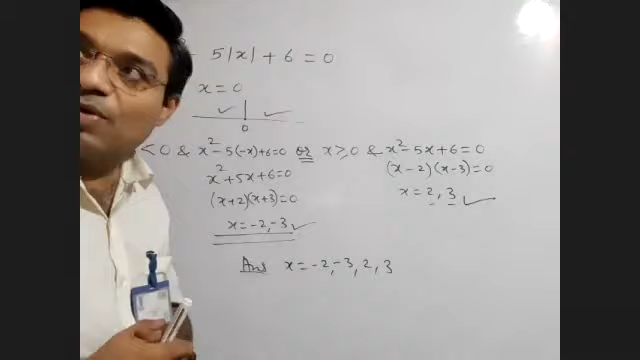 - 5|x| + 6 = 0
x = 0
0
< 0 & x² - 5(-x) + 6 = 0 or x ≥ 0 & x² - 5x + 6 = 0
x² + 5x + 6 = 0
(x - 2)(x - 3) = 0
(x + 2)(x + 3) = 0
x = 2, 3
x = -2, -3
Ans x = -2, -3, 2, 3